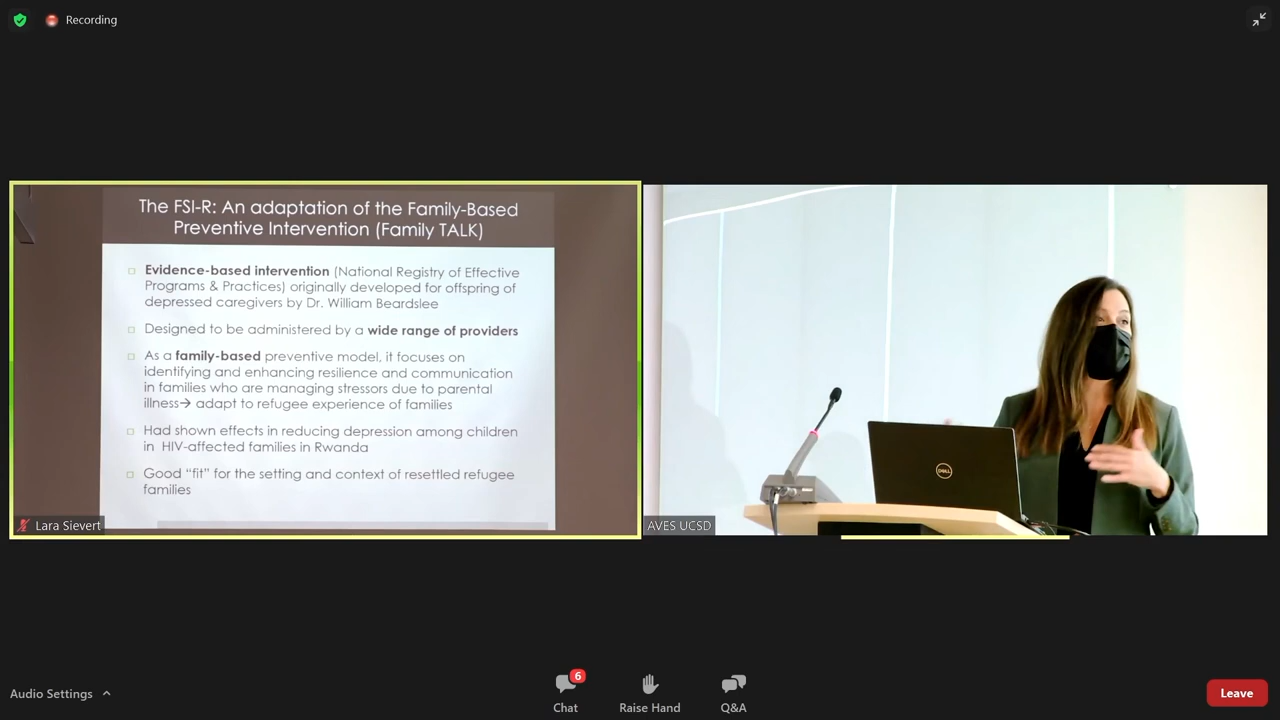 Recording
The FSI-R: An adaptation of the Family-Based
Preventive Intervention (Family TALK)
Evidence-based intervention (National Registry of Effective
Programs & Practices) originally developed for offspring of
depressed caregivers by Dr. William Beardslee
Designed to be administered by a wide range of providers
As a family-based preventive model, it focuses on
identifying and enhancing resilience and communication
in families who are managing stressors due to parental
illness→ adapt to refugee experience of families
Had shown effects in reducing depression among children
in HIV-affected families in Rwanda
Good “fit” for the setting and context of resettled refugee
families
Lara Sievert
DELL
AVES UCSD
Audio Settings
6
Chat
Raise Hand
Q&A
Leave